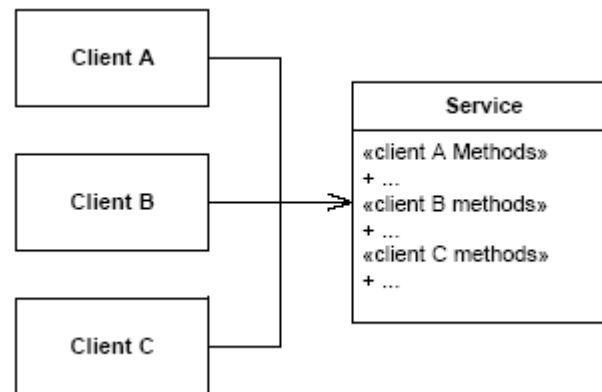 Client A
Client B
Client C
Service
«client A Methods»
+ ...
«client B methods»
+ ...
«client C methods»
+ ...